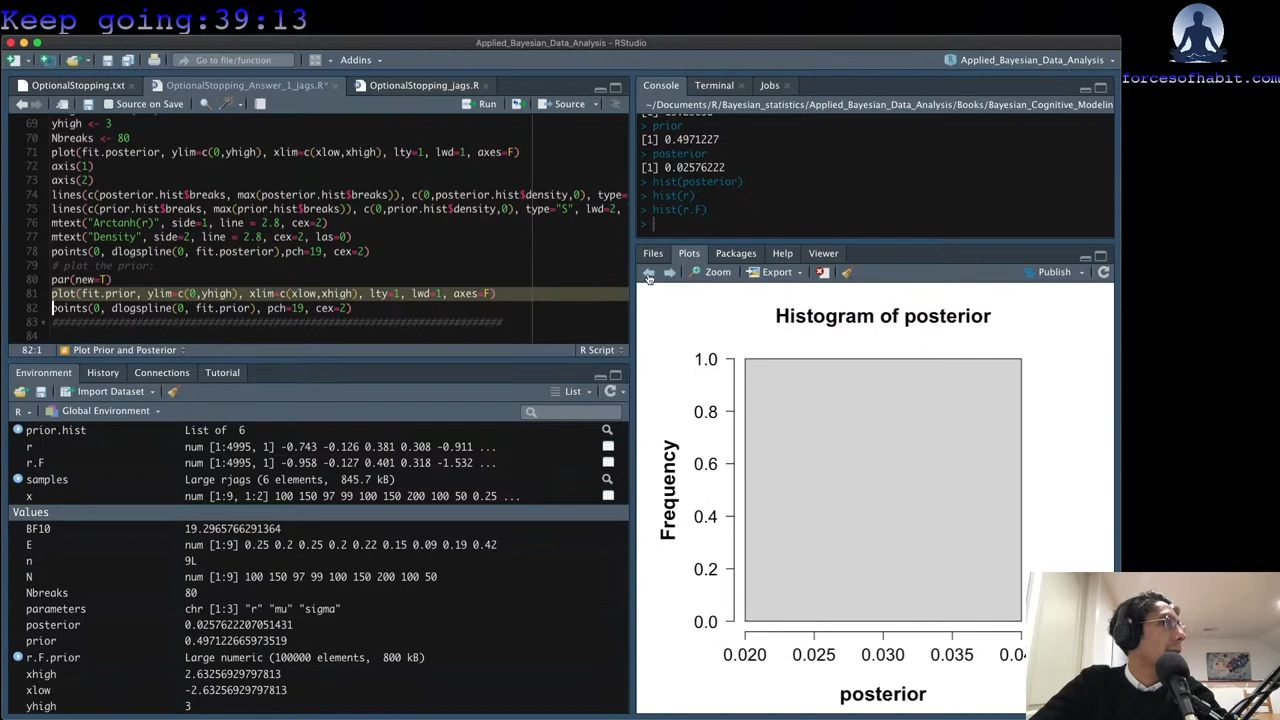 Keep going:39:13
forcesofhabit.com
Applied_Bayesian_Data_Analysis - RStudio
Go to file/function
Addins
Applied_Bayesian_Data_Analysis
OptionalStopping.txt
OptionalStopping_Answer_1_jags.R*
OptionalStopping_jags.R
Source on Save
Run
Source
69 yhigh <- 3
70 Nbreaks <- 80
71 plot(fit.posterior, ylim=c(0,yhigh), xlim=c(xlow,xhigh), lty=1, lwd=1, axes=F)
72 axis(1)
73 axis(2)
74 lines(c(posterior.hist$breaks, max(posterior.hist$breaks)), c(0,posterior.hist$density,0), type=
75 lines(c(prior.hist$breaks, max(prior.hist$breaks)), c(0,prior.hist$density,0), type="S", lwd=2,
76 mtext("Arctanh(r)", side=1, line = 2.8, cex=2)
77 mtext("Density", side=2, line = 2.8, cex=2, las=0)
78 points(0, dlogspline(0, fit.posterior),pch=19, cex=2)
79 # plot the prior:
80 par(new=T)
81 plot(fit.prior, ylim=c(0,yhigh), xlim=c(xlow,xhigh), lty=1, lwd=1, axes=F)
82 points(0, dlogspline(0, fit.prior), pch=19, cex=2)
83 ##########################################################################
84
82:1 # Plot Prior and Posterior
R Script
Environment
History
Connections
Tutorial
Import Dataset
List
R
Global Environment
prior.hist List of 6
r num [1:4995, 1] -0.743 -0.126 0.381 0.308 -0.911 ...
r.F num [1:4995, 1] -0.958 -0.127 0.401 0.318 -1.532 ...
samples Large rjags (6 elements, 845.7 kB)
x num [1:9, 1:2] 100 150 97 99 100 150 200 100 50 0.25 ...
Values
BF10 19.2965766291364
E num [1:9] 0.25 0.2 0.25 0.2 0.22 0.15 0.09 0.19 0.42
n 9L
N num [1:9] 100 150 97 99 100 150 200 100 50
Nbreaks 80
parameters chr [1:3] "r" "mu" "sigma"
posterior 0.0257622207051431
prior 0.497122665973519
r.F.prior Large numeric (100000 elements, 800 kB)
xhigh 2.63256929797813
xlow -2.63256929797813
yhigh 3
Console
Terminal
Jobs
~/Documents/R/Bayesian_statistics/Applied_Bayesian_Data_Analysis/Books/Bayesian_Cognitive_Modelin
> prior
[1] 0.4971227
> posterior
[1] 0.02576222
> hist(posterior)
> hist(r)
> hist(r.F)
>
Files
Plots
Packages
Help
Viewer
Zoom
Export
Publish
Histogram of posterior
Frequency
1.0
0.8
0.6
0.4
0.2
0.0
0.020 0.025 0.030 0.035 0.04
posterior